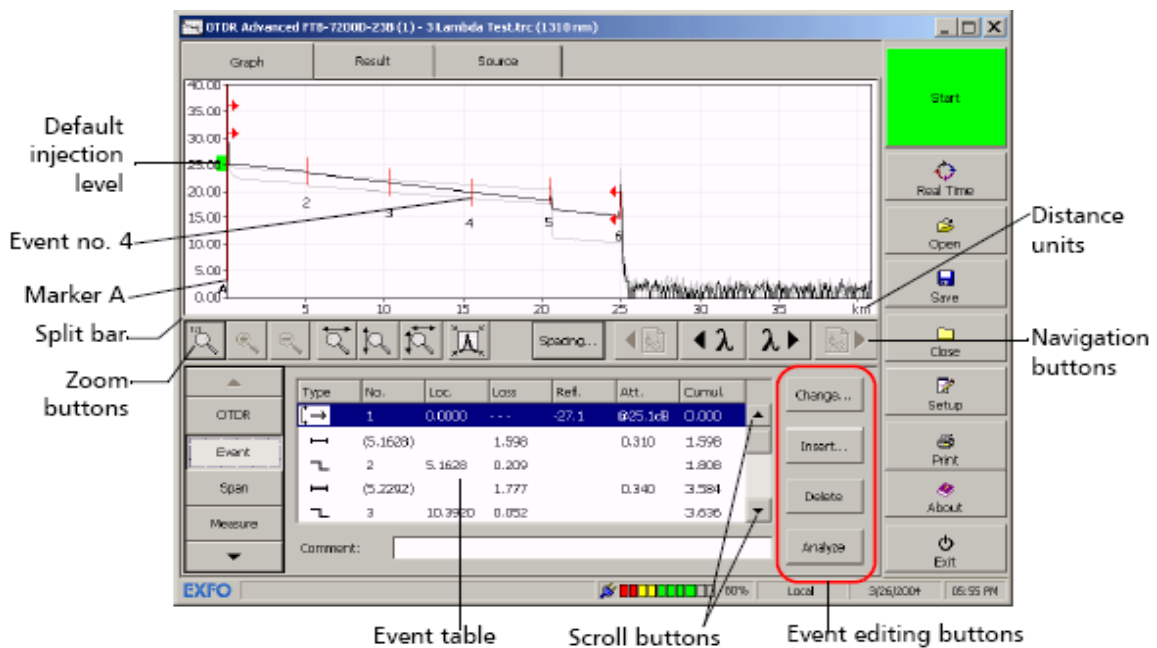 OTDR Advanced FTB-7200D-23B (1) - 3 Lambda Test.trc (1310 nm)
Graph Result Source
Start
Real Time
Open
Save
Close
Setup
Print
About
Exit
40.00
35.00
30.00
25.00
20.00
15.00
10.00
5.00
0.00
2 3 4 5 6
A
5 10 15 20 25 30 35 km
1:1 Spacing... λ λ
OTDR
Event
Span
Measure
Type No. Loc. Loss Refl. Att. Cumul.
1 0.0000 --- -27.1 @25.1dB 0.000
(5.1628) 1.598 0.310 1.598
2 5.1628 0.209 1.808
(5.2292) 1.777 0.340 3.584
3 10.3920 0.052 3.636
Comment:
Change...
Insert...
Delete
Analyze
EXFO 80% Local 3/26/2004 05:55 PM
Default
injection
level
Event no. 4
Marker A
Split bar
Zoom
buttons
Distance
units
Navigation
buttons
Event table
Scroll buttons
Event editing buttons